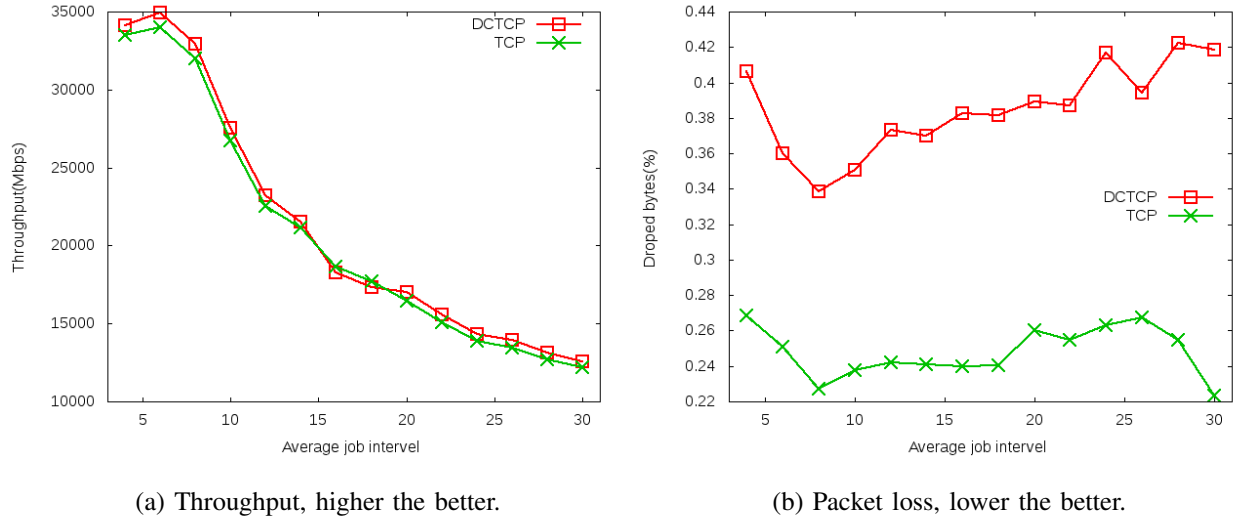 35000
30000
25000
20000
15000
10000
Throughput(Mbps)
DCTCP
TCP
5 10 15 20 25 30
Average job intervel
(a) Throughput, higher the better.
0.44
0.42
0.4
0.38
0.36
0.34
0.32
0.3
0.28
0.26
0.24
0.22
Droped bytes(%)
DCTCP
TCP
5 10 15 20 25 30
Average job intervel
(b) Packet loss, lower the better.